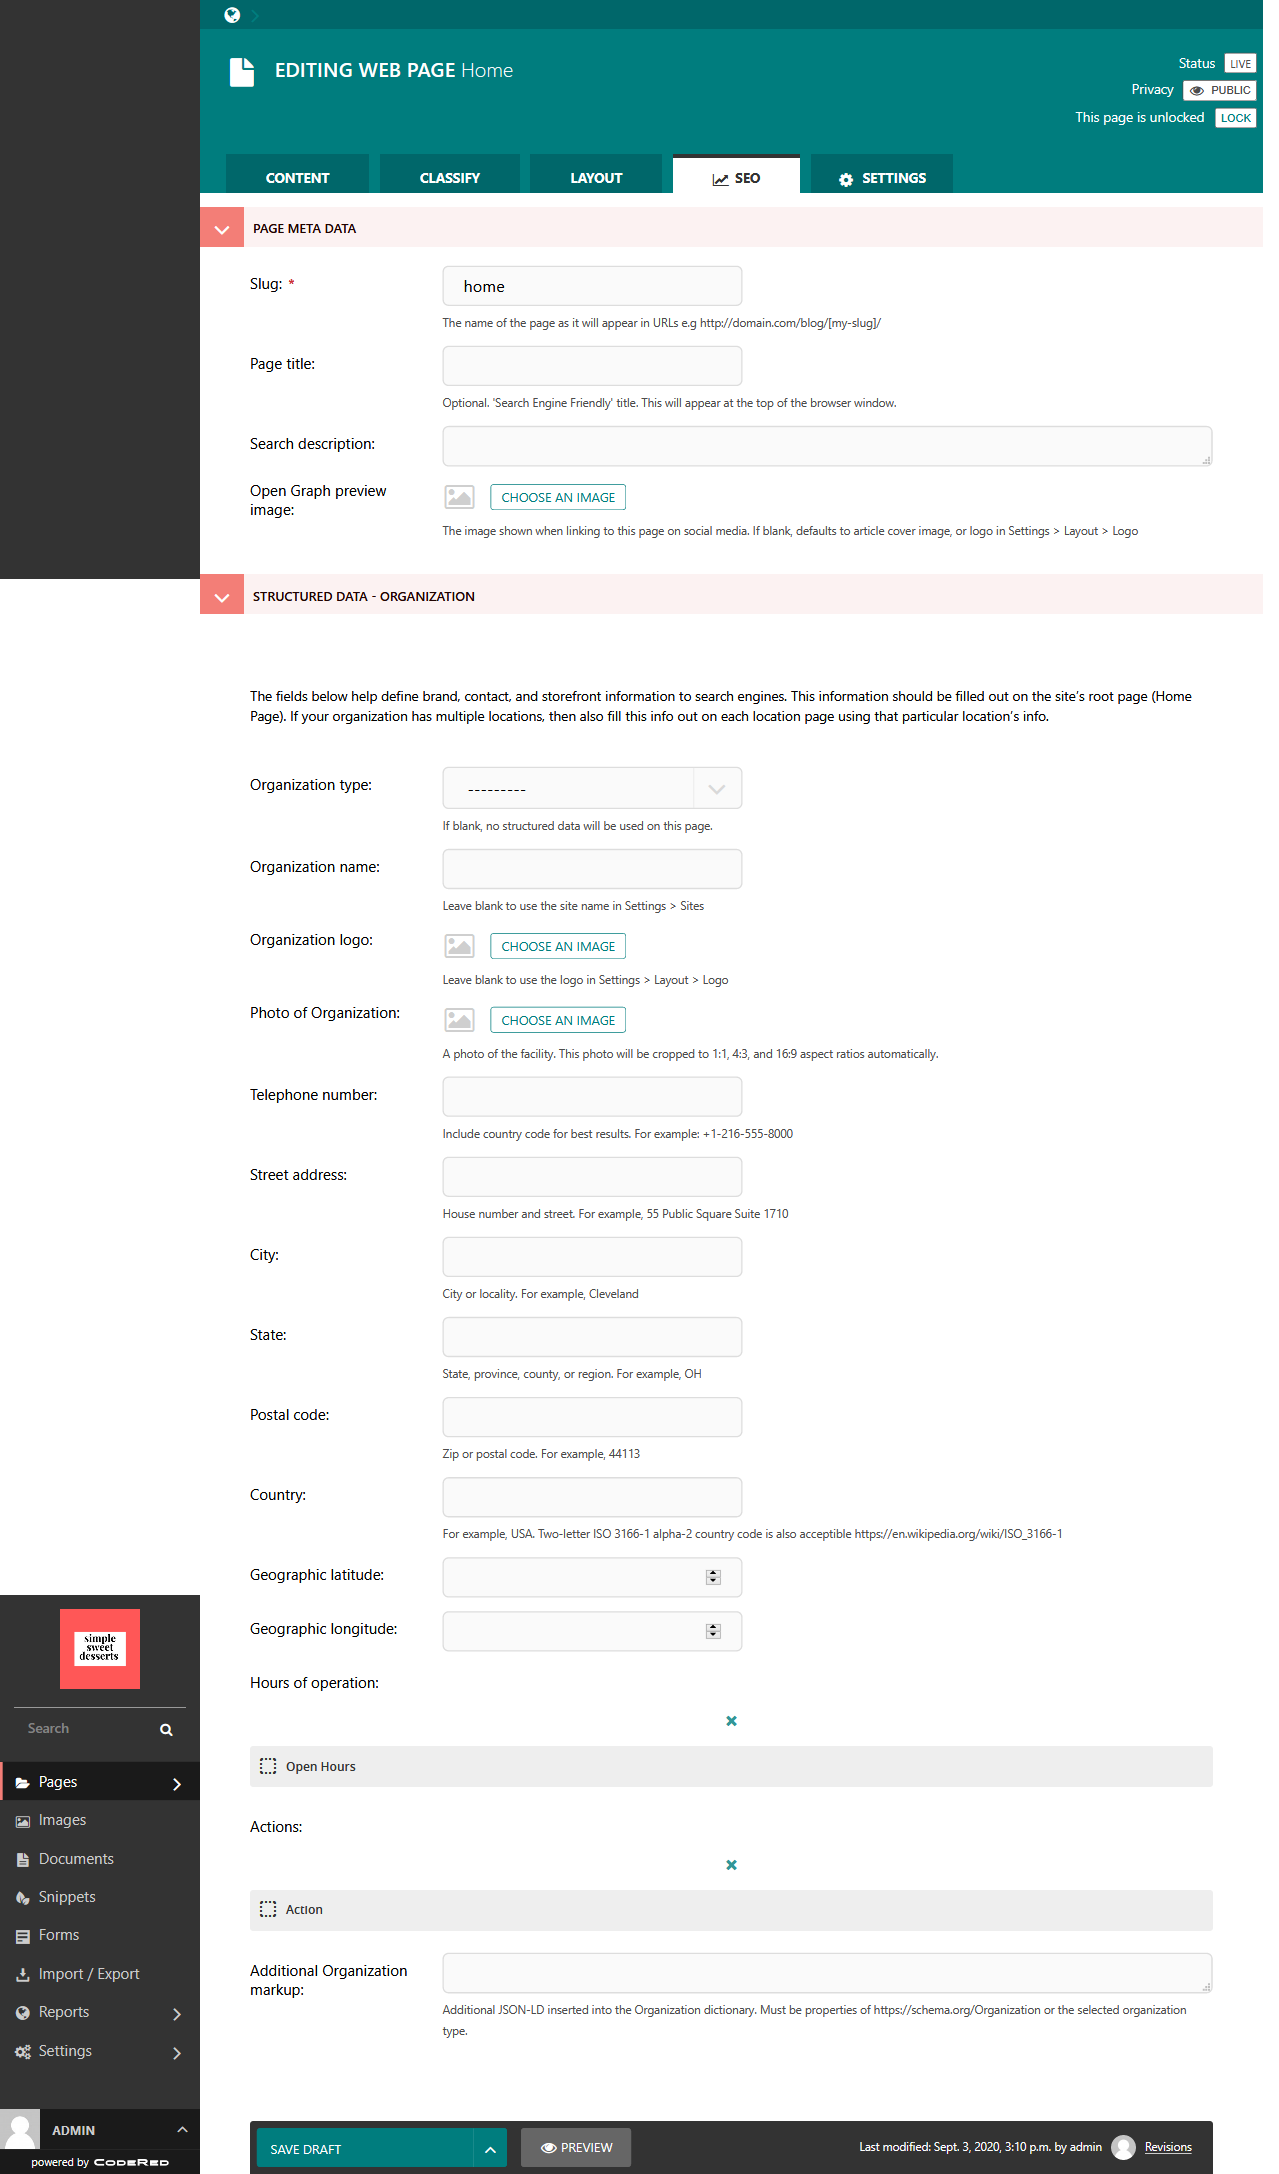 EDITING WEB PAGE Home
Status LIVE
Privacy PUBLIC
This page is unlocked LOCK
CONTENT
CLASSIFY
LAYOUT
SEO
SETTINGS
PAGE META DATA
Slug: *
home
The name of the page as it will appear in URLs e.g http://domain.com/blog/[my-slug]/
Page title:
Optional. 'Search Engine Friendly' title. This will appear at the top of the browser window.
Search description:
Open Graph preview
image:
CHOOSE AN IMAGE
The image shown when linking to this page on social media. If blank, defaults to article cover image, or logo in Settings > Layout > Logo
STRUCTURED DATA - ORGANIZATION
The fields below help define brand, contact, and storefront information to search engines. This information should be filled out on the site's root page (Home
Page). If your organization has multiple locations, then also fill this info out on each location page using that particular location's info.
Organization type:
---------
If blank, no structured data will be used on this page.
Organization name:
Leave blank to use the site name in Settings > Sites
Organization logo:
CHOOSE AN IMAGE
Leave blank to use the logo in Settings > Layout > Logo
Photo of Organization:
CHOOSE AN IMAGE
A photo of the facility. This photo will be cropped to 1:1, 4:3, and 16:9 aspect ratios automatically.
Telephone number:
Include country code for best results. For example: +1-216-555-8000
Street address:
House number and street. For example, 55 Public Square Suite 1710
City:
City or locality. For example, Cleveland
State:
State, province, county, or region. For example, OH
Postal code:
Zip or postal code. For example, 44113
Country:
For example, USA. Two-letter ISO 3166-1 alpha-2 country code is also acceptible https://en.wikipedia.org/wiki/ISO_3166-1
Geographic latitude:
Geographic longitude:
Hours of operation:
Open Hours
Actions:
Action
Additional Organization
markup:
Additional JSON-LD inserted into the Organization dictionary. Must be properties of https://schema.org/Organization or the selected organization
type.
simple
sweet
desserts
Search
Pages
Images
Documents
Snippets
Forms
Import / Export
Reports
Settings
ADMIN
powered by CODERED
SAVE DRAFT
PREVIEW
Last modified: Sept. 3, 2020, 3:10 p.m. by admin
Revisions